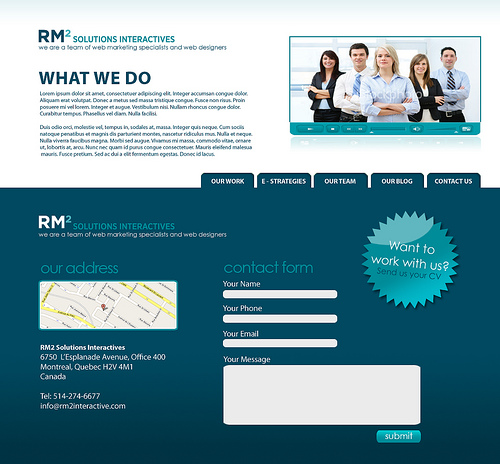 RM2 SOLUTIONS INTERACTIVES
we are a team of web marketing specialists and web designers
WHAT WE DO
Lorem ipsum dolor sit amet, consectetuer adipiscing elit. Integer accumsan congue dolor.
Aliquam erat volutpat. Donec a metus sed massa tristique congue. Fusce non risus. Proin
posuere mi vel lorem. Integer et neque. Vestibulum nisi. Nullam rhoncus congue dolor.
Curabitur tempus. Phasellus vel diam. Nulla facilisi.
Duis odio orci, molestie vel, tempus in, sodales at, massa. Integer quis neque. Cum sociis
natoque penatibus et magnis dis parturient montes, nascetur ridiculus mus. Nulla et neque.
Nulla viverra faucibus magna. Morbi sed augue. Vivamus mi massa, commodo vitae, ornare
ut, lobortis at, arcu. Nunc nec quam id purus congue consectetuer. Mauris eleifend malesua
mauris. Fusce pretium. Sed ac dui a elit fermentum egestas. Donec id lacus.
OUR WORK
E - STRATEGIES
OUR TEAM
OUR BLOG
CONTACT US
RM2 SOLUTIONS INTERACTIVES
we are a team of web marketing specialists and web designers
Want to
work with us?
Send us your CV
our address
contact form
Your Name
Your Phone
Your Email
Your Message
RM2 Solutions Interactives
6750 L'Esplanade Avenue, Office 400
Montreal, Quebec H2V 4M1
Canada
Tel: 514-274-6677
info@rm2interactive.com
submit